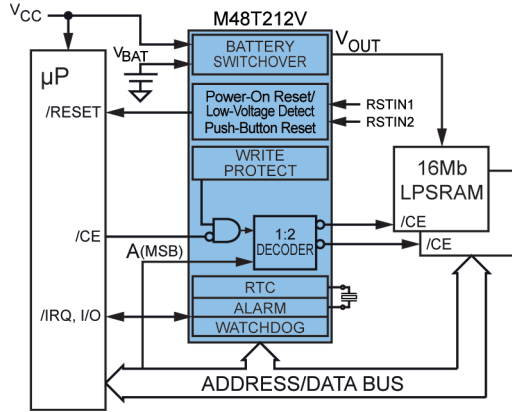 M48T212V
VCC
VBAT
BATTERY
SWITCHOVER
VOUT
µP
/RESET
Power-On Reset/
Low-Voltage Detect
Push-Button Reset
RSTIN1
RSTIN2
WRITE
PROTECT
16Mb
LPSRAM
/CE
/CE
/CE
1:2
DECODER
A(MSB)
RTC
ALARM
WATCHDOG
/IRQ, I/O
ADDRESS/DATA BUS